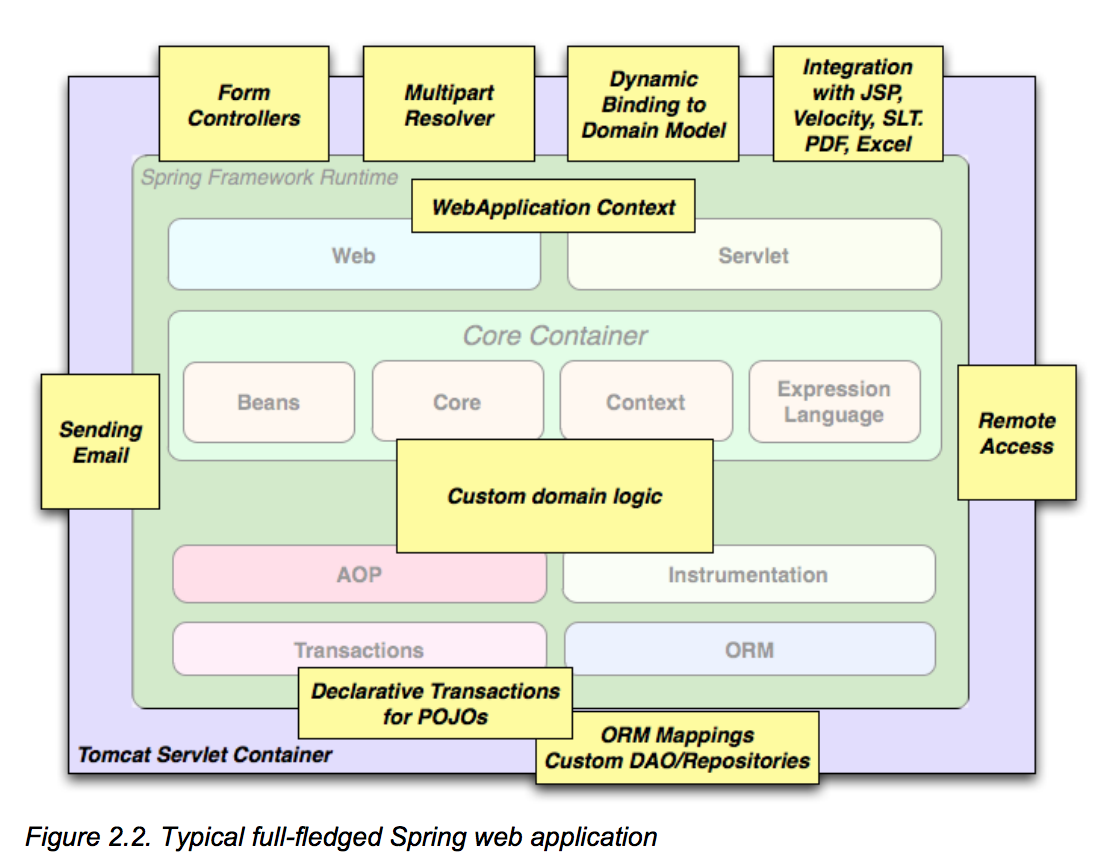 Form
Controllers
Multipart
Resolver
Dynamic
Binding to
Domain Model
Integration
with JSP,
Velocity, SLT.
PDF, Excel
Spring Framework Runtime
WebApplication Context
Web
Servlet
Core Container
Beans
Core
Context
Expression
Language
Sending
Email
Remote
Access
Custom domain logic
AOP
Instrumentation
Transactions
ORM
Declarative Transactions
for POJOs
ORM Mappings
Custom DAO/Repositories
Tomcat Servlet Container
Figure 2.2. Typical full-fledged Spring web application